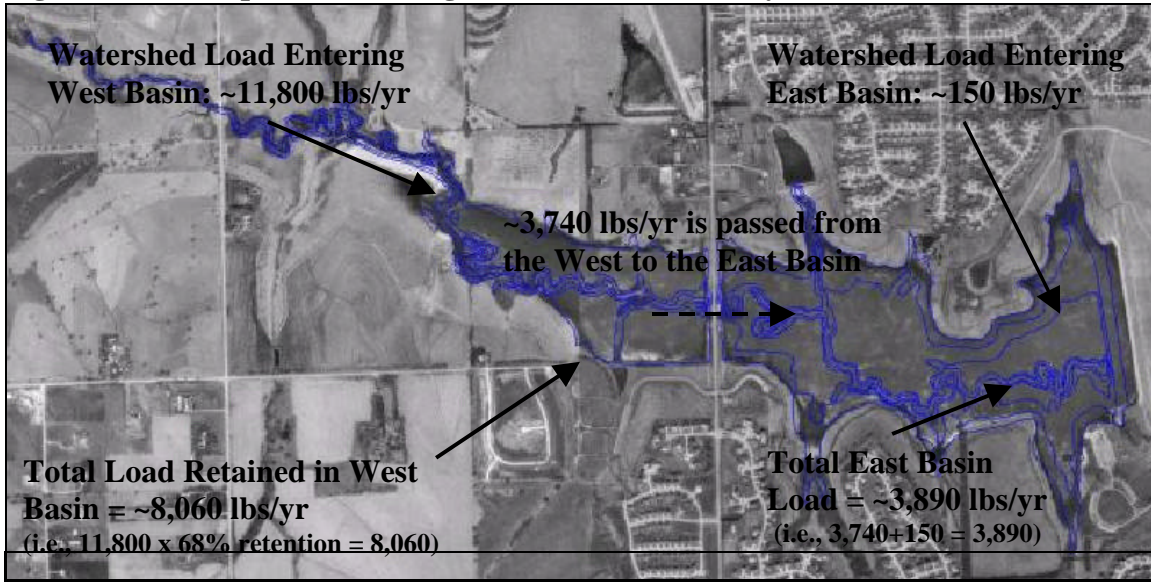 Watershed Load Entering
West Basin: ~11,800 lbs/yr
Watershed Load Entering
East Basin: ~150 lbs/yr
~3,740 lbs/yr is passed from
the West to the East Basin
Total Load Retained in West
Basin = ~8,060 lbs/yr
(i.e., 11,800 x 68% retention = 8,060)
Total East Basin
Load = ~3,890 lbs/yr
(i.e., 3,740+150 = 3,890)